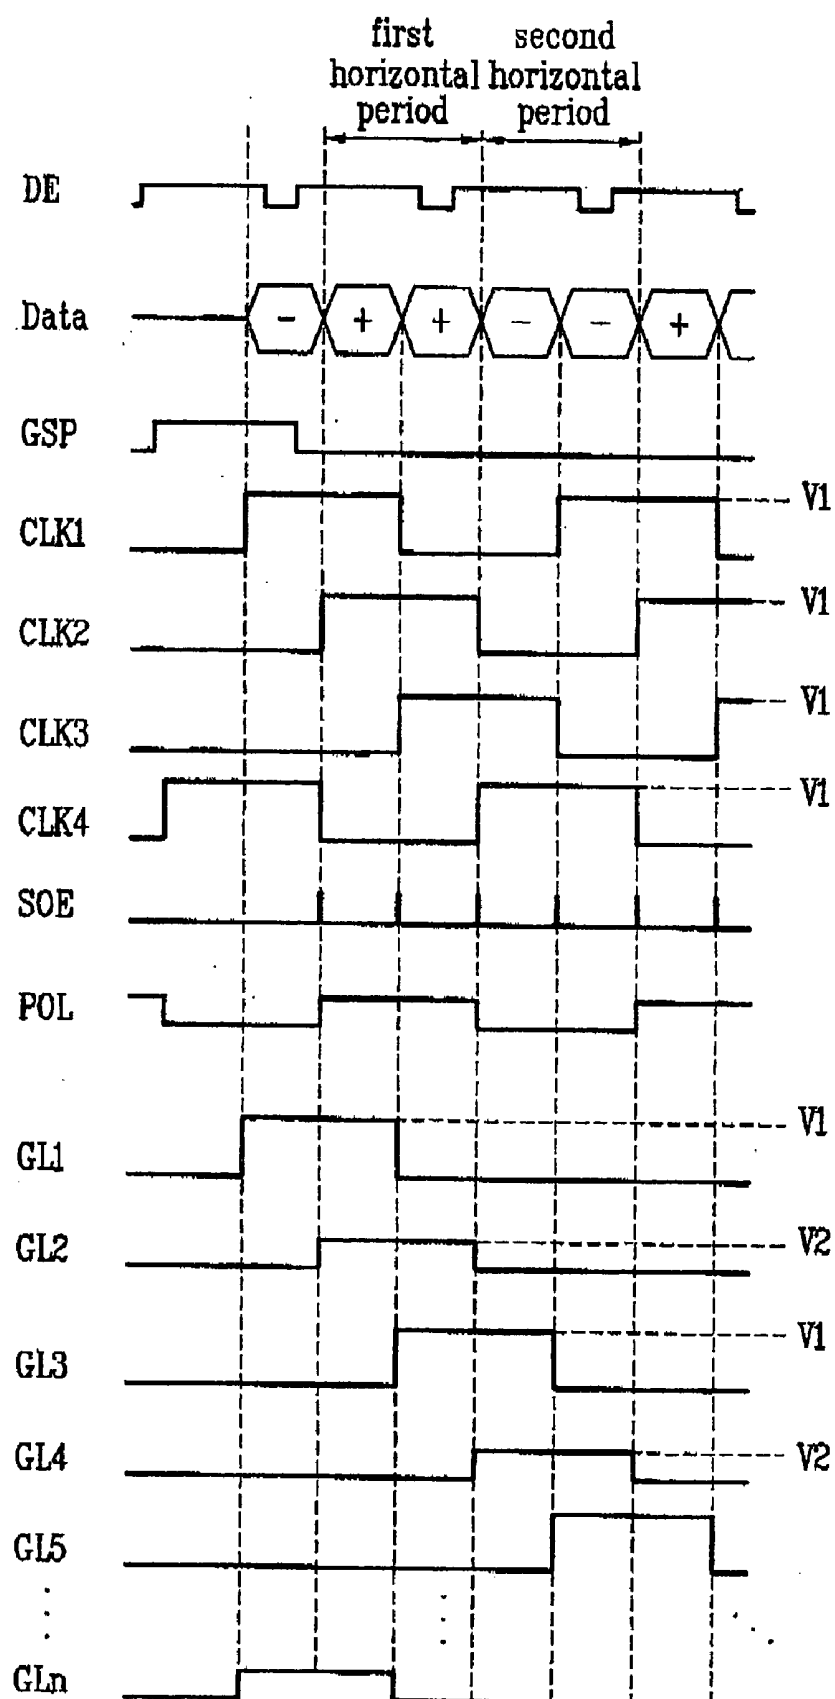 first second
horizontal horizontal
period period
DE
Data - + + - - +
GSP
CLK1 V1
CLK2 V1
CLK3 V1
CLK4 V1
SOE
POL
GL1 V1
GL2 V2
GL3 V1
GL4 V2
GL5
GLn